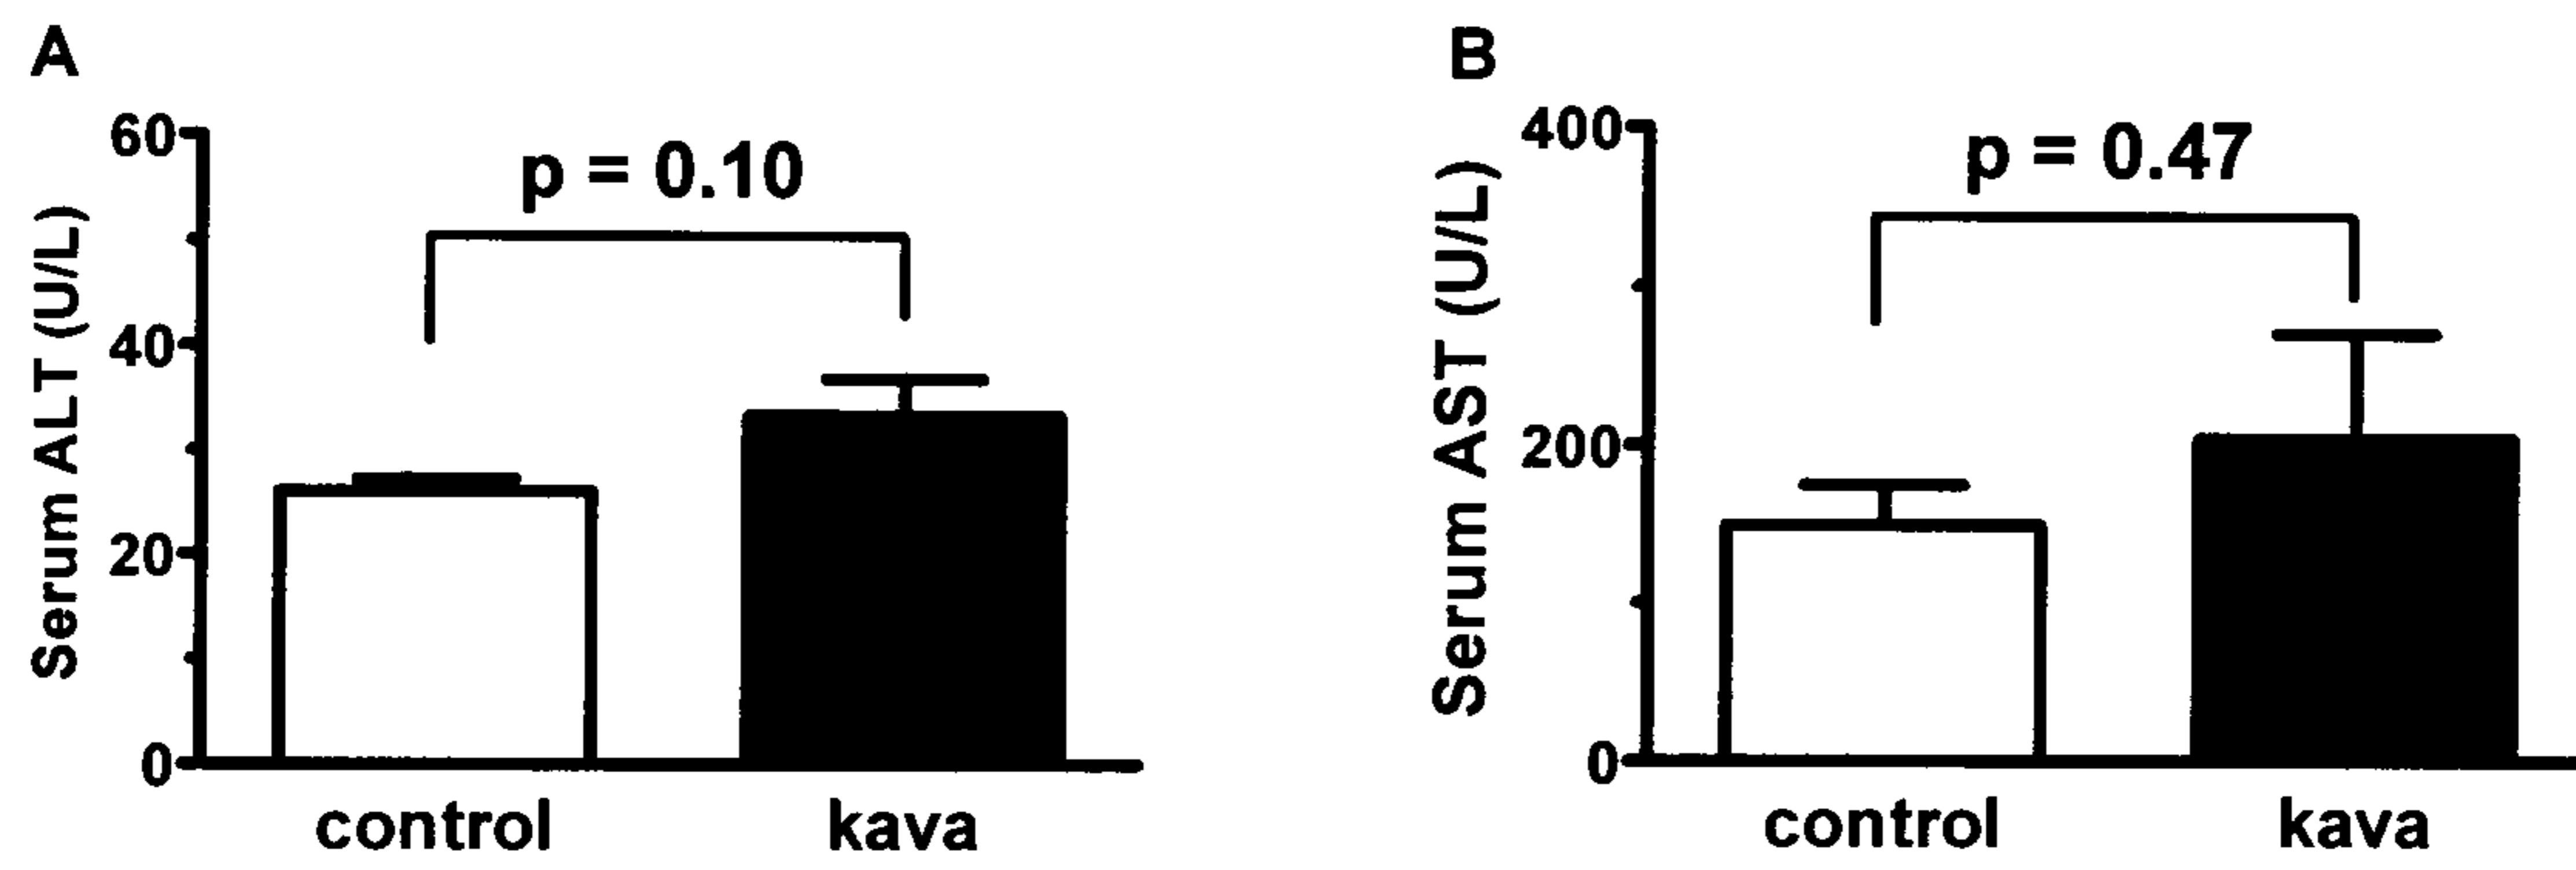 A
Serum ALT (U/L)
60
40
20
0
p = 0.10
control
kava
B
Serum AST (U/L)
400
200
0
p = 0.47
control
kava